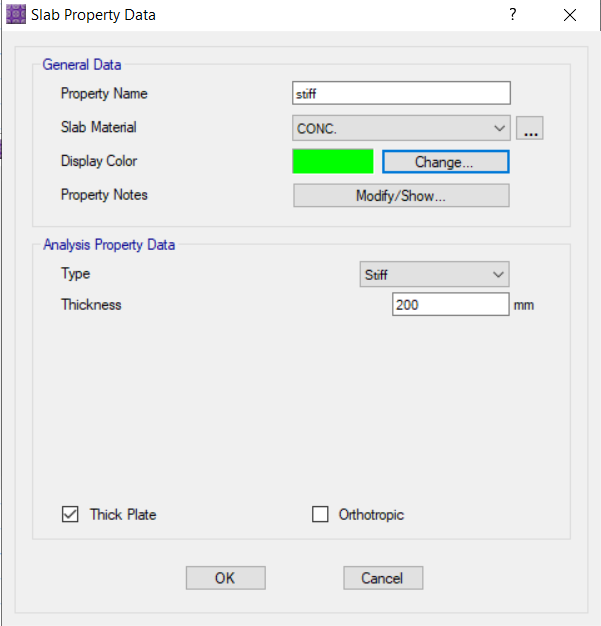 Slab Property Data ?
General Data
Property Name stiff
Slab Material CONC. ...
Display Color Change...
Property Notes Modify/Show...
Analysis Property Data
Type Stiff
Thickness 200 mm
Thick Plate Orthotropic
OK Cancel